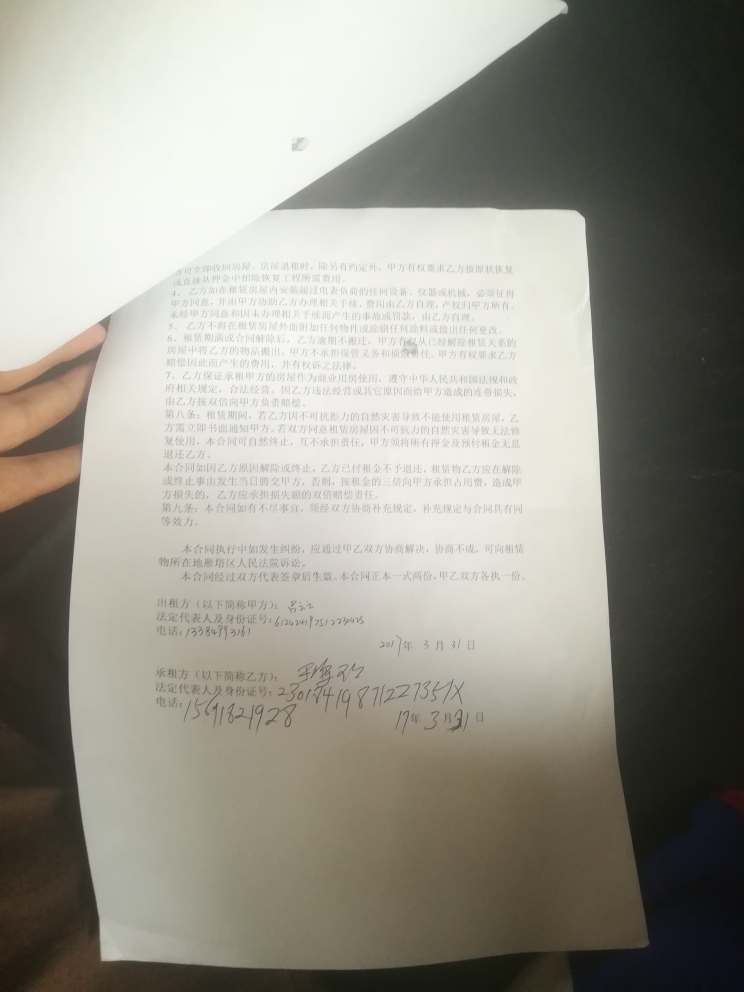 方可立即收回房屋。房屋退租时，除另有约定外，甲方有权要求乙方按原状恢复
或直接从押金中扣除恢复工程所需费用。
4、 乙方如在租赁房屋内安装超过电表负荷的任何设备、仪器或机械，必须征得
甲方同意，并由甲方协助乙方办理相关手续，费用由乙方自理，产权归甲方所有。
未经甲方同意和因未办理相关手续而产生的事故或罚款，由乙方自理。
5、 乙方不得在租赁房屋外面附加任何物件或涂刷任何涂料或做出任何更改。
6、租赁期满或合同解除后，乙方逾期不搬迁，甲方有权从已经解除租赁关系的
房屋中将乙方的物品搬出，甲方不承担保管义务和损责任。甲方有权要求乙方
赔偿因此而产生的费用，并有权诉之法律。
7、乙方保证承租甲方的房屋作为商业用房使用，遵守中华人民共和国法规和政
府相关规定，合法经营。因乙方违法经营或其它原因而给甲方造成的连带损失，
由乙方按双倍向甲方负责赔偿。
第八条：租赁期间，若乙方因不可抗拒力的自然灾害导致不能使用租赁房屋，乙
方需立即书面通知甲方。若双方同意租赁房屋因不可抗力的自然灾害导致无法修
复使用，本合同可自然终止，互不承担责任，甲方须将所有押金及预付租金无息
退还乙方。
本合同如因乙方原因解除或终止，乙方已付租金不予退还，租赁物乙方应在解除
或终止事由发生当日腾交甲方，否则，按租金的三倍向甲方承担占用费，造成甲
方损失的，乙方应承担损失额的双倍赔偿责任。
第九条：本合同如有不尽事宜，须经双方协商补充规定，补充规定与合同具有同
等效力。
本合同执行中如发生纠纷，应通过甲乙双方协商解决，协商不成，可向租赁
物所在地雁塔区人民法院诉讼。
本合同经过双方代表签章后生效。本合同正本一式两份，甲乙双方各执一份。
出租方（以下简称甲方）：
法定代表人及身份证号：
电话：13384993161
2017年 3 月 31 日
承租方（以下简称乙方）：
法定代表人及身份证号：23018419871227351X
电话：15691821928
17年 3 月 31 日